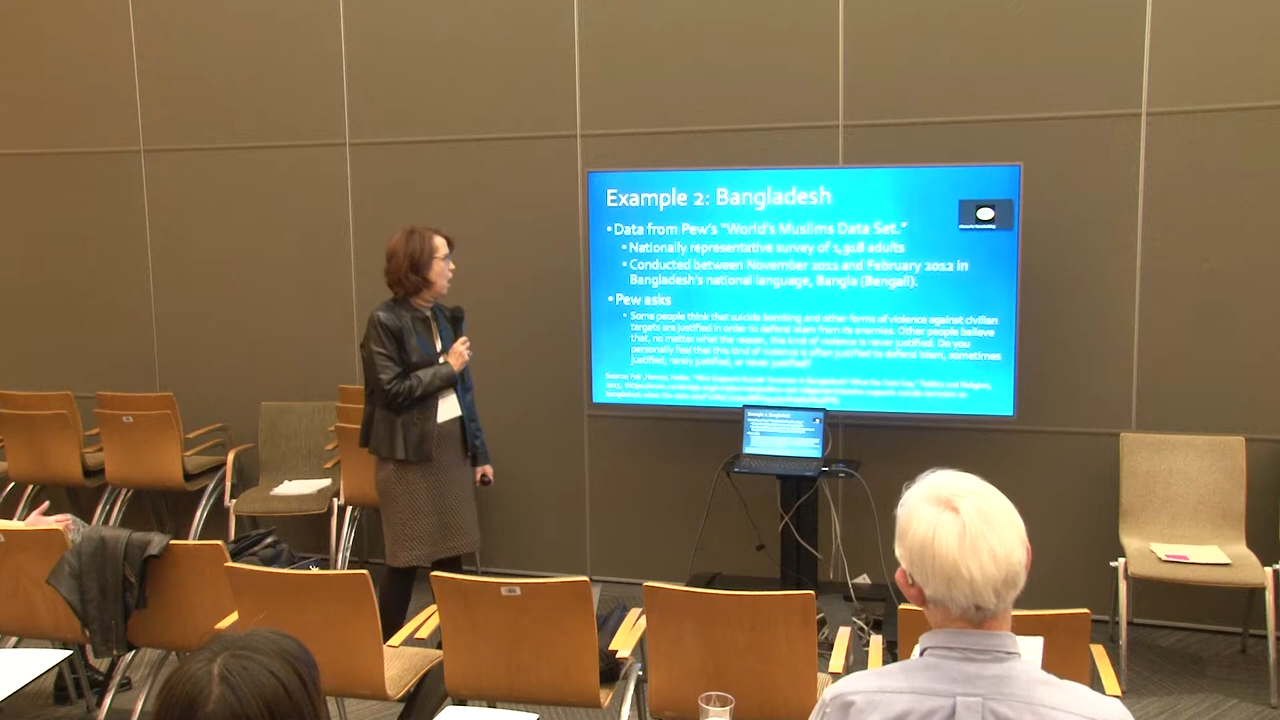 Example 2: Bangladesh
•Data from Pew's "World's Muslims Data Set."
•Nationally representative survey of 1,918 adults
•Conducted between November 2011 and February 2012 in
Bangladesh's national language, Bangla (Bengali).
•Pew asks
•Some people think that suicide bombing and other forms of violence against civilian
targets are justified in order to defend Islam from its enemies. Other people believe
that, no matter what the reason, this kind of violence is never justified. Do you
personally feel that this kind of violence is often justified to defend Islam, sometimes
justified, rarely justified, or never justified?
Example 2: Bangladesh